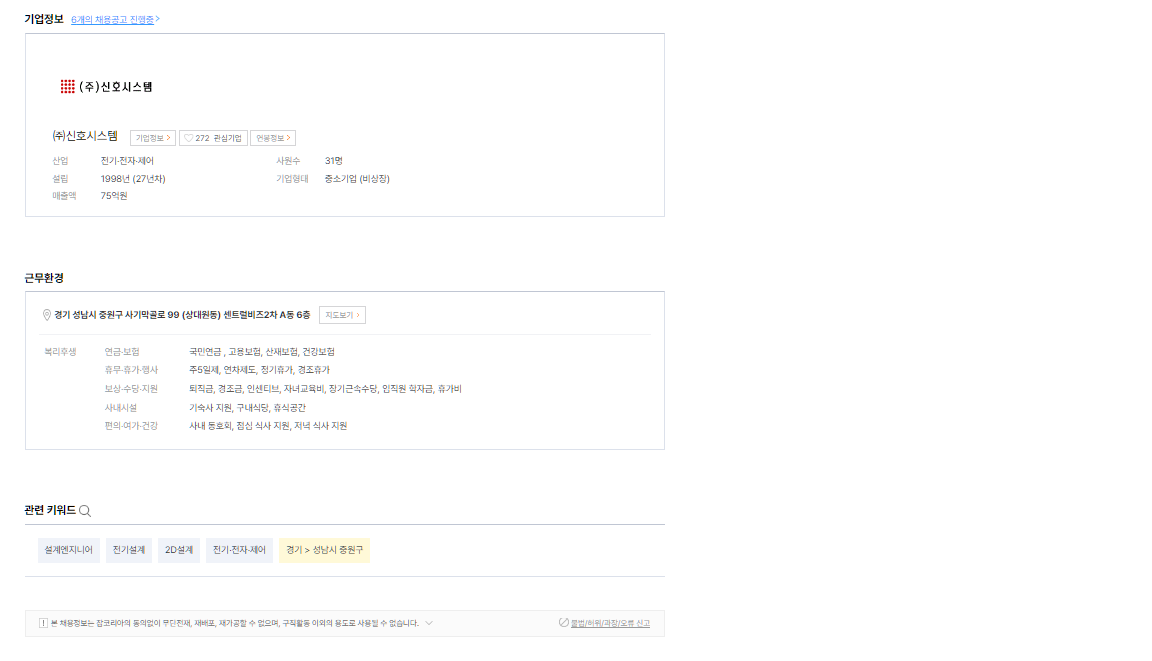 기업정보 6개의 채용공고 진행중 >
(주)신호시스템
㈜신호시스템 기업정보 > 272 관심기업 연봉정보 >
산업 전기·전자·제어 사원수 31명
설립 1998년 (27년차) 기업형태 중소기업 (비상장)
매출액 75억원
근무환경
경기 성남시 중원구 사기막골로 99 (상대원동) 센트럴비즈2차 A동 6층 지도보기 >
복리후생 연금·보험 국민연금 , 고용보험, 산재보험, 건강보험
휴무·휴가·행사 주5일제, 연차제도, 정기휴가, 경조휴가
보상·수당·지원 퇴직금, 경조금, 인센티브, 자녀교육비, 장기근속수당, 임직원 학자금, 휴가비
사내시설 기숙사 지원, 구내식당, 휴식공간
편의·여가·건강 사내 동호회, 점심 식사 지원, 저녁 식사 지원
관련 키워드
설계엔지니어 전기설계 2D설계 전기·전자·제어 경기 > 성남시 중원구
! 본 채용정보는 잡코리아의 동의없이 무단전재, 재배포, 재가공할 수 없으며, 구직활동 이외의 용도로 사용될 수 없습니다. 불법/허위/과장/오류 신고